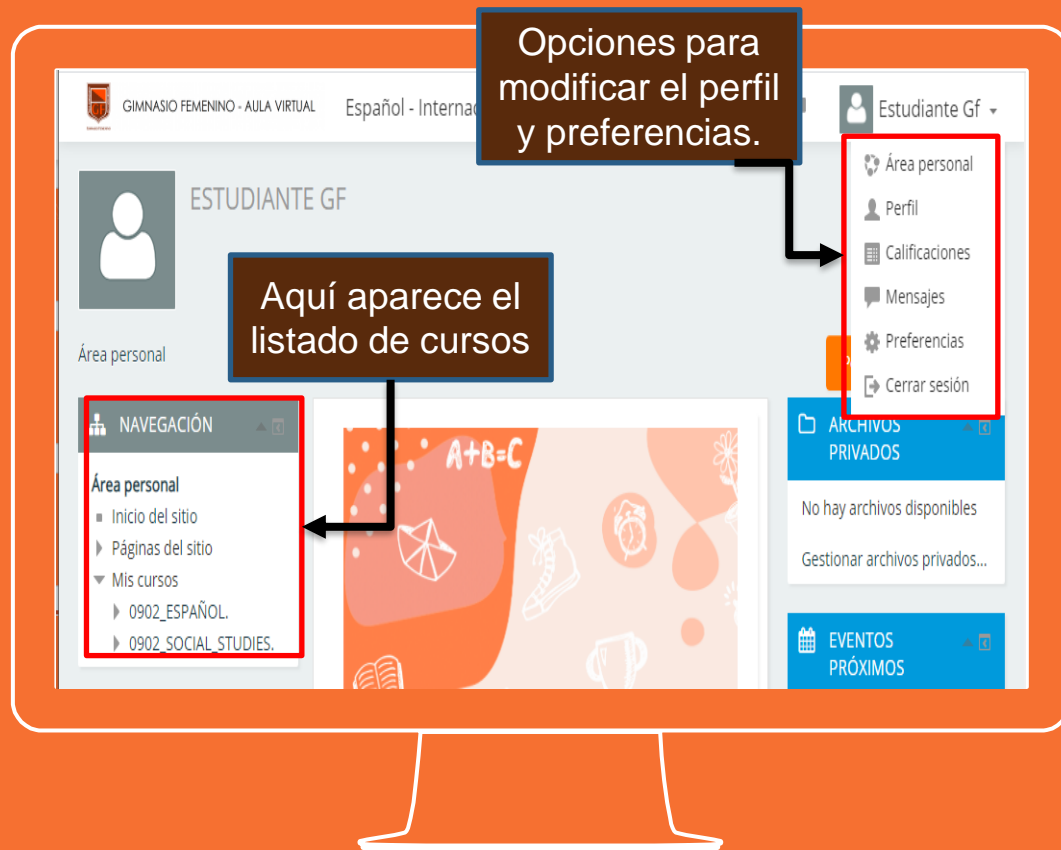 Opciones para
modificar el perfil
y preferencias.
GIMNASIO FEMENINO - AULA VIRTUAL
Español - Internac
Estudiante Gf
Área personal
Perfil
Calificaciones
Mensajes
Preferencias
Cerrar sesión
ESTUDIANTE GF
Aquí aparece el
listado de cursos
Área personal
NAVEGACIÓN
Área personal
Inicio del sitio
Páginas del sitio
Mis cursos
0902_ESPAÑOL.
0902_SOCIAL_STUDIES.
A+B=C
ARCHIVOS
PRIVADOS
No hay archivos disponibles
Gestionar archivos privados...
EVENTOS
PRÓXIMOS